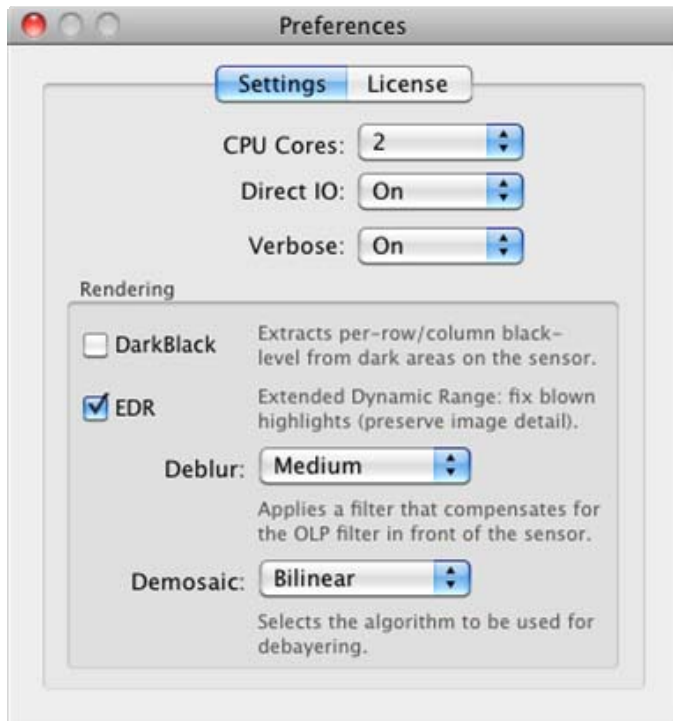 Preferences
Settings License
CPU Cores: 2
Direct IO: On
Verbose: On
Rendering
DarkBlack
Extracts per-row/column black-
level from dark areas on the sensor.
EDR
Extended Dynamic Range: fix blown
highlights (preserve image detail).
Deblur: Medium
Applies a filter that compensates for
the OLP filter in front of the sensor.
Demosaic: Bilinear
Selects the algorithm to be used for
debayering.